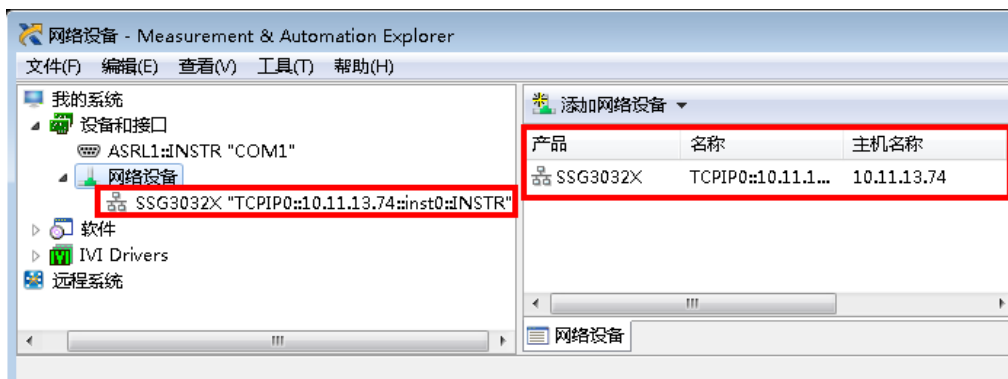 网络设备 - Measurement & Automation Explorer
文件(F) 编辑(E) 查看(V) 工具(T) 帮助(H)
我的系统
设备和接口
ASRL1::INSTR "COM1"
网络设备
SSG3032X "TCPIP0::10.11.13.74::inst0::INSTR"
软件
IVI Drivers
远程系统
添加网络设备
产品 名称 主机名称
SSG3032X TCPIP0::10.11.1... 10.11.13.74
网络设备